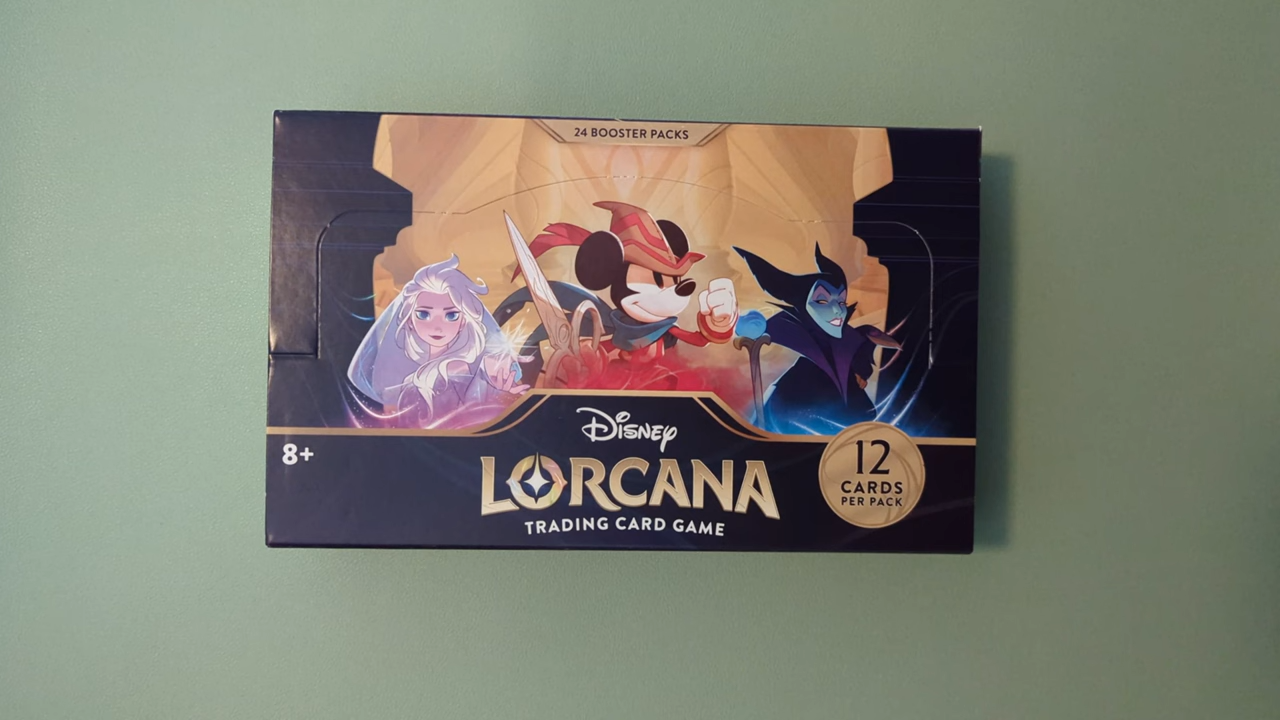 24 BOOSTER PACKS
8+
DISNEY
LORCANA
TRADING CARD GAME
12
CARDS
PER PACK